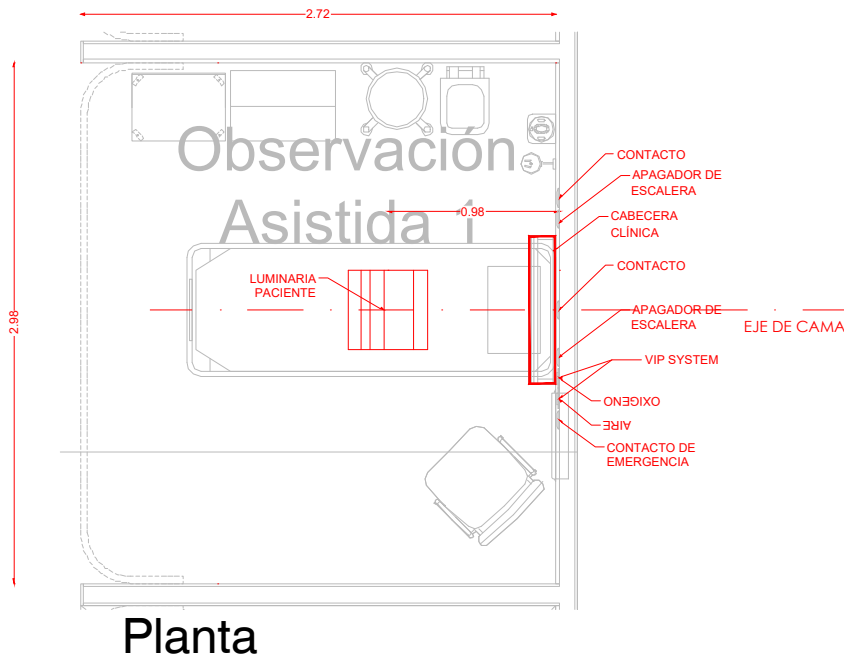 2.72
Observación
Asistida 1
CONTACTO
APAGADOR DE
ESCALERA
0.98
CABECERA
CLÍNICA
CONTACTO
LUMINARIA
PACIENTE
2.98
APAGADOR DE
ESCALERA
EJE DE CAMA
VIP SYSTEM
OXIGENO
AIRE
CONTACTO DE
EMERGENCIA
Planta